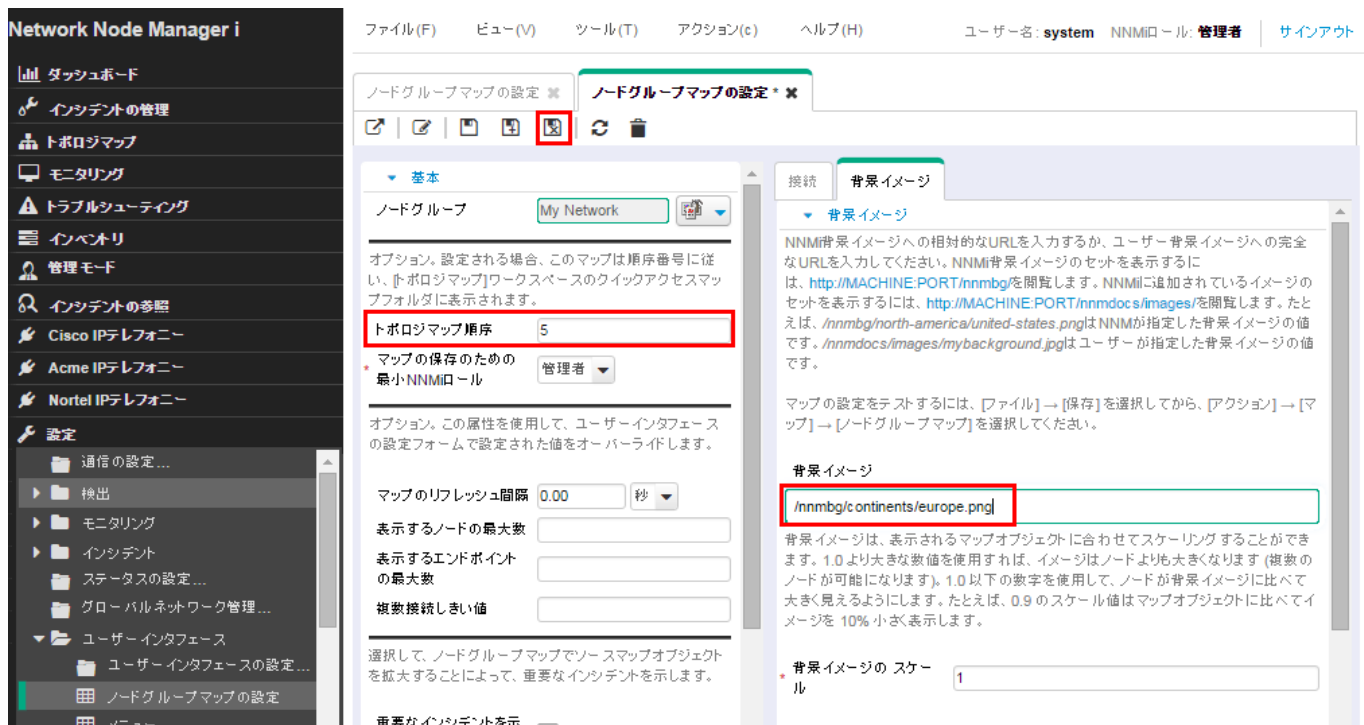 Network Node Manager i
ファイル(F) ビュー(V) ツール(T) アクション(c) ヘルプ(H) ユーザー名: system NNMiロール: 管理者 サインアウト
ダッシュボード
インシデントの管理
トポロジマップ
モニタリング
トラブルシューティング
インベントリ
管理モード
インシデントの参照
Cisco IPテレフォニー
Acme IPテレフォニー
Nortel IPテレフォニー
設定
通信の設定...
検出
モニタリング
インシデント
ステータスの設定...
グローバルネットワーク管理...
ユーザーインタフェース
ユーザーインタフェースの設定...
ノードグループマップの設定
メニュー
ノードグループマップの設定 ノードグループマップの設定 *
基本
ノードグループ My Network
オプション。設定される場合、このマップは順序番号に従
い、[トポロジマップ]ワークスペースのクイックアクセスマッ
プフォルダに表示されます。
トポロジマップ順序 5
マップの保存のための
* 最小NNMiロール 管理者
オプション。この属性を使用して、ユーザーインタフェース
の設定フォームで設定された値をオーバーライドします。
マップのリフレッシュ間隔 0.00 秒
表示するノードの最大数
表示するエンドポイント
の最大数
複数接続しきい値
選択して、ノードグループマップでソースマップオブジェクト
を拡大することによって、重要なインシデントを示します。
重要なインシデントを示
接続 背景イメージ
背景イメージ
NNMi背景イメージへの相対的なURLを入力するか、ユーザー背景イメージへの完全
なURLを入力してください。NNMi背景イメージのセットを表示するに
は、http://MACHINE:PORT/nnmbg/を閲覧します。NNMiに追加されているイメージの
セットを表示するには、http://MACHINE:PORT/nnmdocs/images/を閲覧します。たと
えば、/nnmbg/north-america/united-states.pngはNNMが指定した背景イメージの値
です。/nnmdocs/images/mybackground.jpgはユーザーが指定した背景イメージの値
です。
マップの設定をテストするには、[ファイル] → [保存] を選択してから、[アクション] → [マ
ップ] → [ノードグループマップ] を選択してください。
背景イメージ
/nnmbg/continents/europe.png
背景イメージは、表示されるマップオブジェクトに合わせてスケーリングすることができ
ます。1.0 より大きな数値を使用すれば、イメージはノードよりも大きくなります (複数の
ノードが可能になります)。1.0 以下の数字を使用して、ノードが背景イメージに比べて
大きく見えるようにします。たとえば、0.9 のスケール値はマップオブジェクトに比べてイ
メージを 10% 小さく表示します。
* 背景イメージの スケー
ル 1